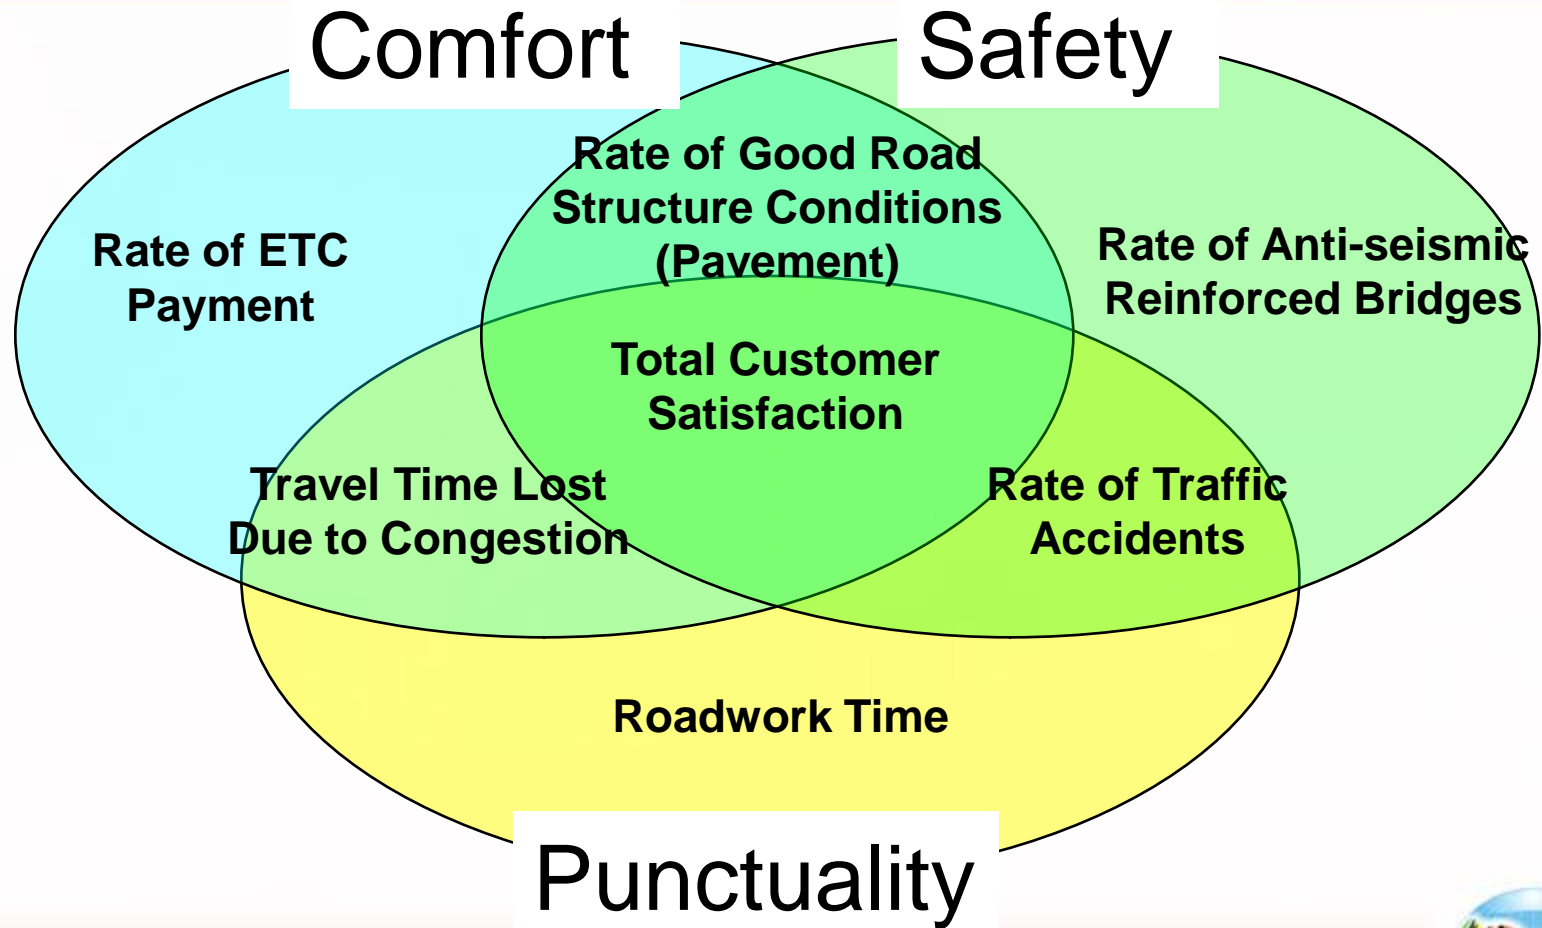 Comfort
Safety
Rate of Good Road
Structure Conditions
(Pavement)
Rate of ETC
Payment
Rate of Anti-seismic
Reinforced Bridges
Total Customer
Satisfaction
Travel Time Lost
Due to Congestion
Rate of Traffic
Accidents
Roadwork Time
Punctuality